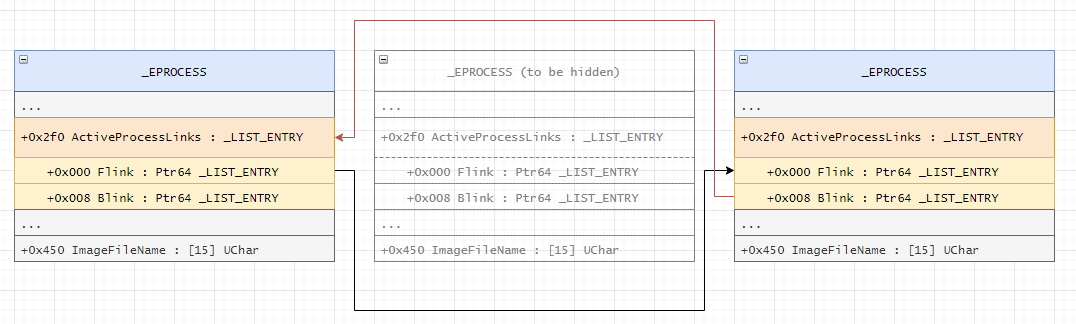 _EPROCESS
...
+0x2f0 ActiveProcessLinks : _LIST_ENTRY
+0x000 Flink : Ptr64 _LIST_ENTRY
+0x008 Blink : Ptr64 _LIST_ENTRY
...
+0x450 ImageFileName : [15] UChar
_EPROCESS (to be hidden)
...
+0x2f0 ActiveProcessLinks : _LIST_ENTRY
+0x000 Flink : Ptr64 _LIST_ENTRY
+0x008 Blink : Ptr64 _LIST_ENTRY
...
+0x450 ImageFileName : [15] UChar
_EPROCESS
...
+0x2f0 ActiveProcessLinks : _LIST_ENTRY
+0x000 Flink : Ptr64 _LIST_ENTRY
+0x008 Blink : Ptr64 _LIST_ENTRY
...
+0x450 ImageFileName : [15] UChar